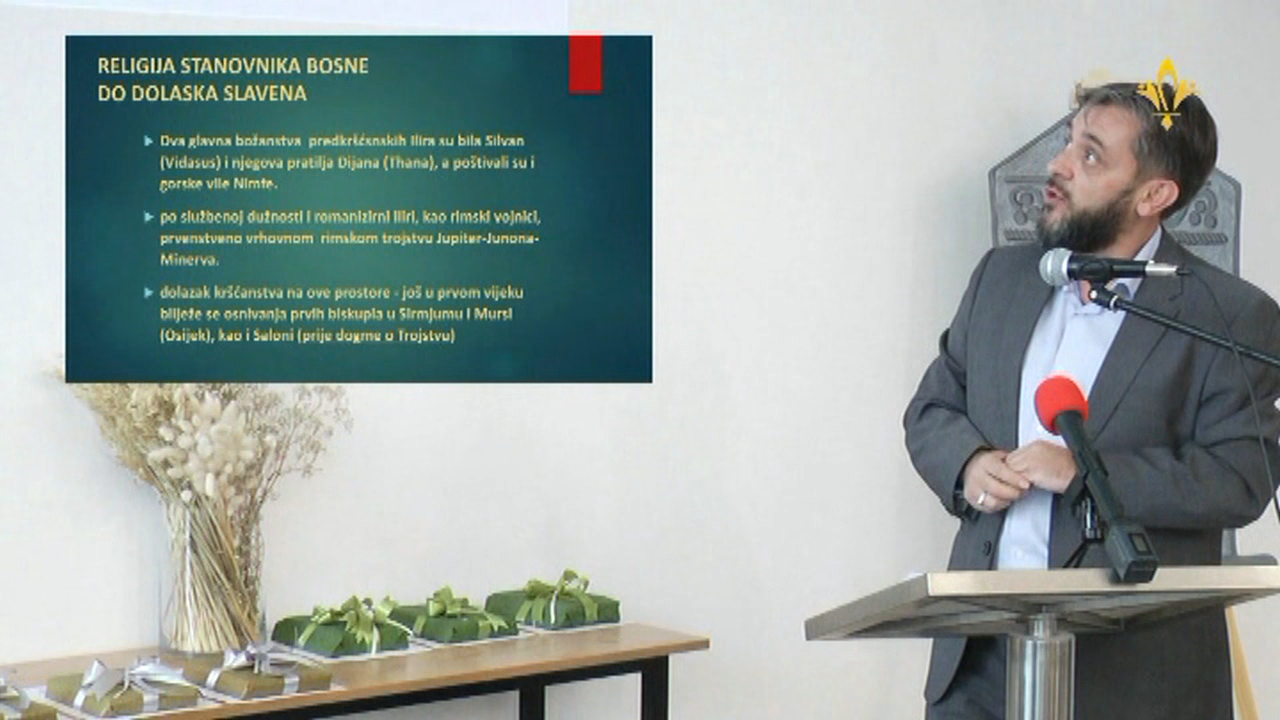 RELIGIJA STANOVNIKA BOSNE
DO DOLASKA SLAVENA
Dva glavna božanstva predkršćsnskih Ilira su bila Silvan
(Vidasus) i njegova pratilja Dijana (Thana), a poštivali su i
gorske vile Nimfe.
po službenoj dužnosti i romanizirni Iliri, kao rimski vojnici,
prvenstveno vrhovnom rimskom trojstvu Jupiter-Junona-
Minerva.
dolazak kršćanstva na ove prostore - još u prvom vijeku
bilježe se osnivanja prvih biskupia u Sirmjumu i Mursi
(Osijek), kao i Saloni (prije dogme o Trojstvu)